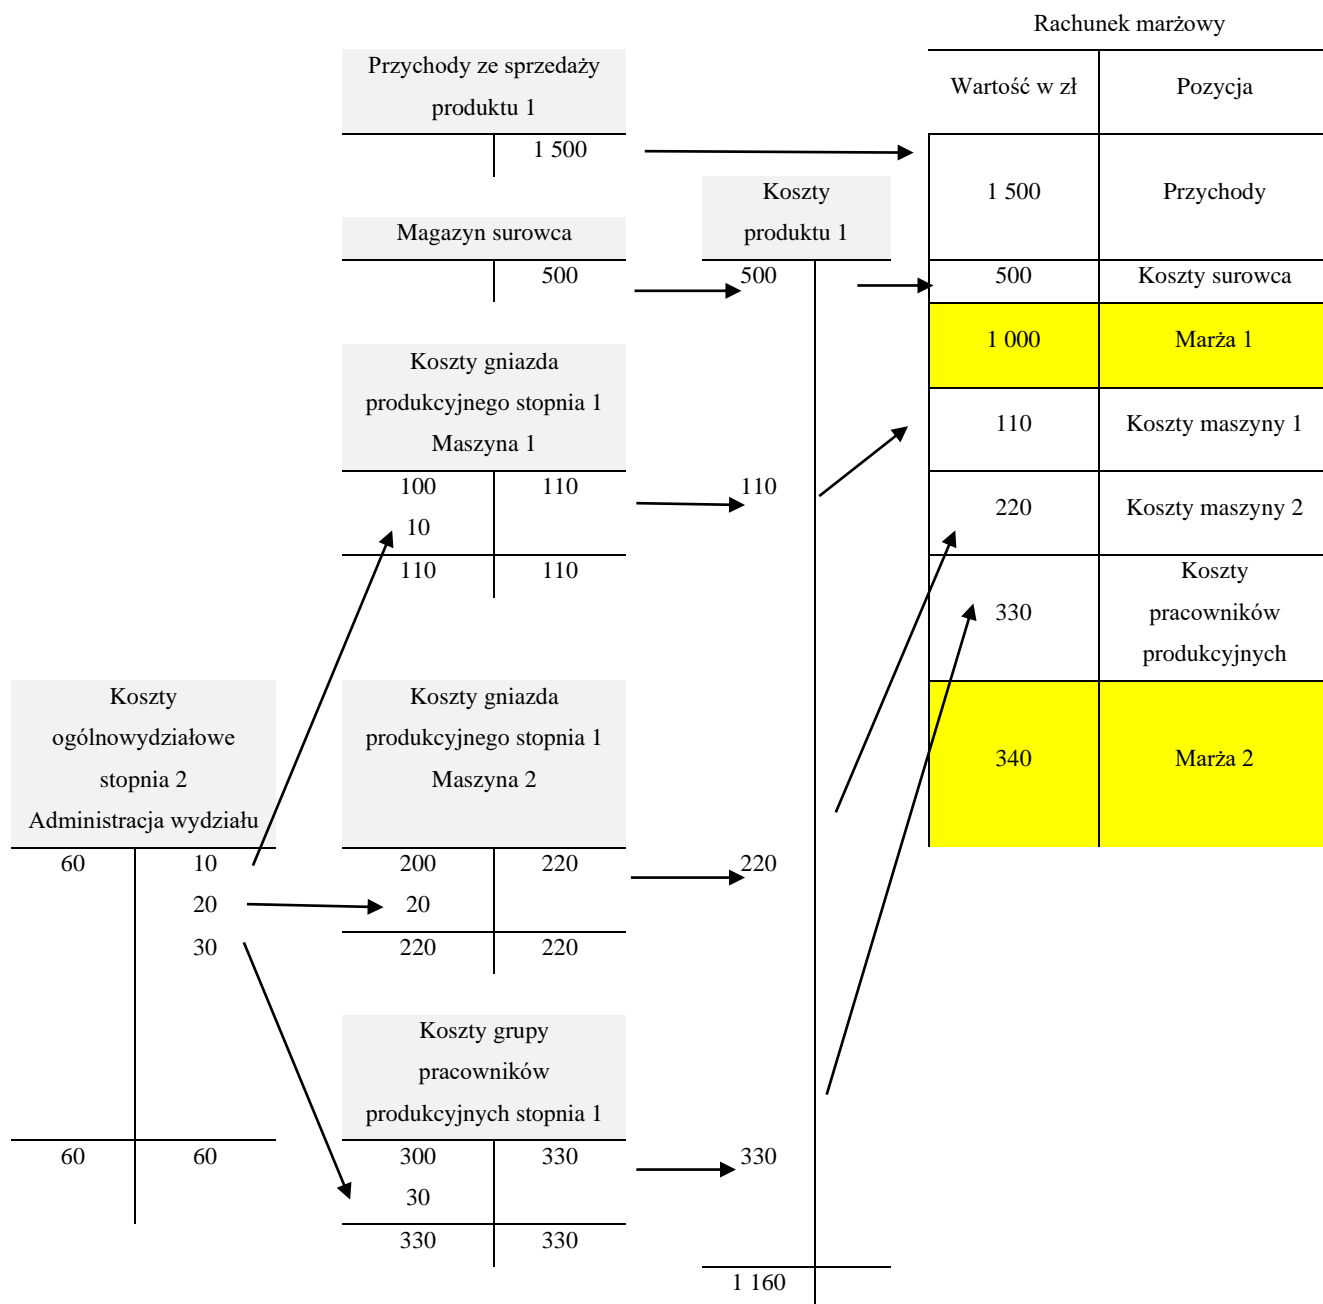 Rachunek marżowy
Przychody ze sprzedaży
produktu 1
Wartość w zł Pozycja
1 500
1 500 Przychody
Koszty
produktu 1
Magazyn surowca
500 500
500 Koszty surowca
1 000 Marża 1
Koszty gniazda
produkcyjnego stopnia 1
Maszyna 1
110 Koszty maszyny 1
100 110 110
10
110 110
220 Koszty maszyny 2
330 Koszty
pracowników
produkcyjnych
Koszty
ogólnowydziałowe
stopnia 2
Administracja wydziału
Koszty gniazda
produkcyjnego stopnia 1
Maszyna 2
340 Marża 2
60 10 200 220 220
20 20
30 220 220
Koszty grupy
pracowników
produkcyjnych stopnia 1
60 60 300 330 330
30
330 330
1 160